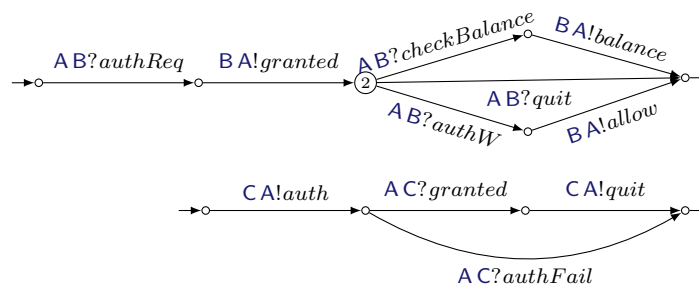 A B?checkBalance
B A!balance
A B?authReq
B A!granted
2
A B?quit
A B?authW
B A!allow
C A!auth
A C?granted
C A!quit
A C?authFail